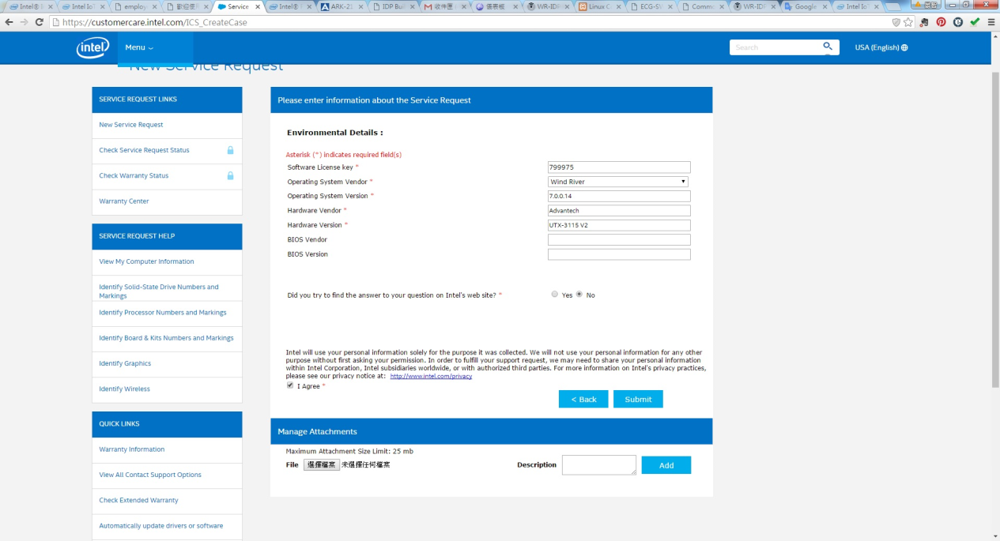 Intel® I
Intel IoT
employ
歡迎使
Service
Intel® I
ARK-21
IDP Bui
收件匣
儀表板
WR-IDP
Linux C
ECG-SV
Commo
WR-IDP
Google
Intel IoT
https://customercare.intel.com/ICS_CreateCase
intel
Menu
Search
USA (English)
New Service Request
SERVICE REQUEST LINKS
New Service Request
Check Service Request Status
Check Warranty Status
Warranty Center
SERVICE REQUEST HELP
View My Computer Information
Identify Solid-State Drive Numbers and
Markings
Identify Processor Numbers and Markings
Identify Board & Kits Numbers and Markings
Identify Graphics
Identify Wireless
QUICK LINKS
Warranty Information
View All Contact Support Options
Check Extended Warranty
Automatically update drivers or software
Please enter information about the Service Request
Environmental Details :
Asterisk (*) indicates required field(s)
Software License key * 799975
Operating System Vendor * Wind River
Operating System Version * 7.0.0.14
Hardware Vendor * Advantech
Hardware Version * UTX-3115 V2
BIOS Vendor
BIOS Version
Did you try to find the answer to your question on Intel's web site? * Yes No
Intel will use your personal information solely for the purpose it was collected. We will not use your personal information for any other
purpose without first asking your permission. In order to fulfill your support request, we may need to share your personal information
within Intel Corporation, Intel subsidiaries worldwide, or with authorized third parties. For more information on Intel's privacy practices,
please see our privacy notice at: http://www.intel.com/privacy
I Agree *
< Back Submit
Manage Attachments
Maximum Attachment Size Limit: 25 mb
File 選擇檔案 未選擇任何檔案 Description Add